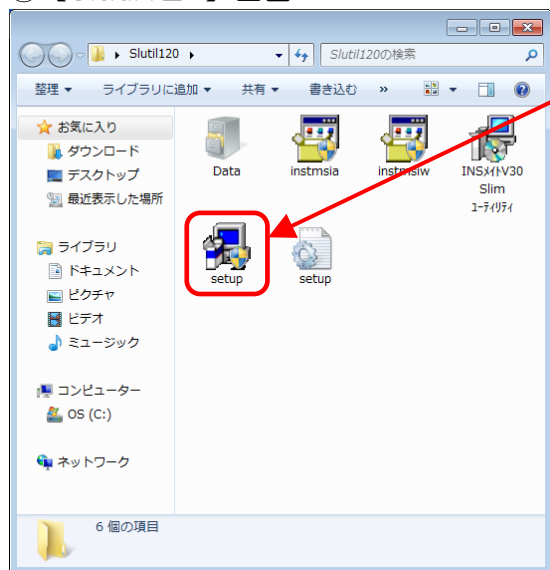 Slutil120
Slutil120の検索
整理 ライブラリに追加 共有 書き込む »
お気に入り
ダウンロード
デスクトップ
最近表示した場所
ライブラリ
ドキュメント
ピクチャ
ビデオ
ミュージック
コンピューター
OS (C:)
ネットワーク
Data
instmsia
instmsiw
INSﾒｲﾄV30
Slim
ﾕｰﾃｨﾘﾃｨ
setup
setup
6 個の項目